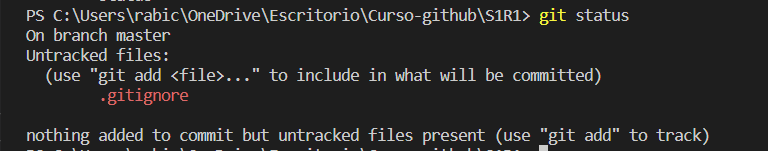 PS C:\Users\rabic\OneDrive\Escritorio\Curso-github\S1R1> git status
On branch master
Untracked files:
  (use "git add <file>..." to include in what will be committed)
        .gitignore

nothing added to commit but untracked files present (use "git add" to track)